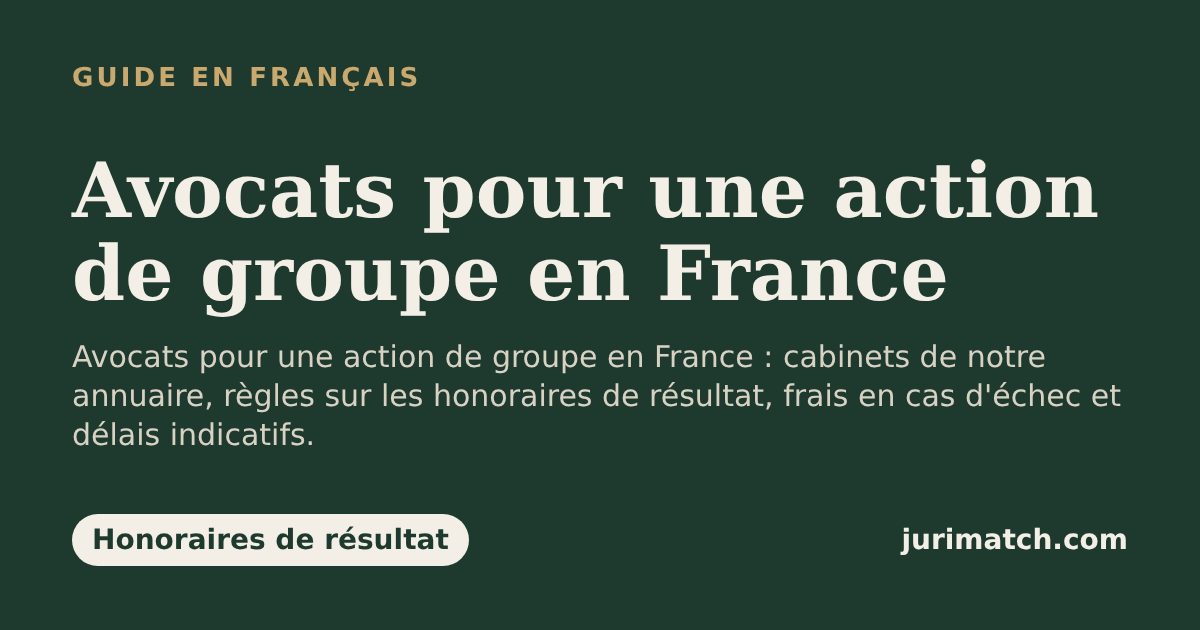 GUIDE EN FRANÇAIS
Avocats pour une action
de groupe en France
Avocats pour une action de groupe en France : cabinets de notre
annuaire, règles sur les honoraires de résultat, frais en cas d'échec et
délais indicatifs.
Honoraires de résultat
jurimatch.com